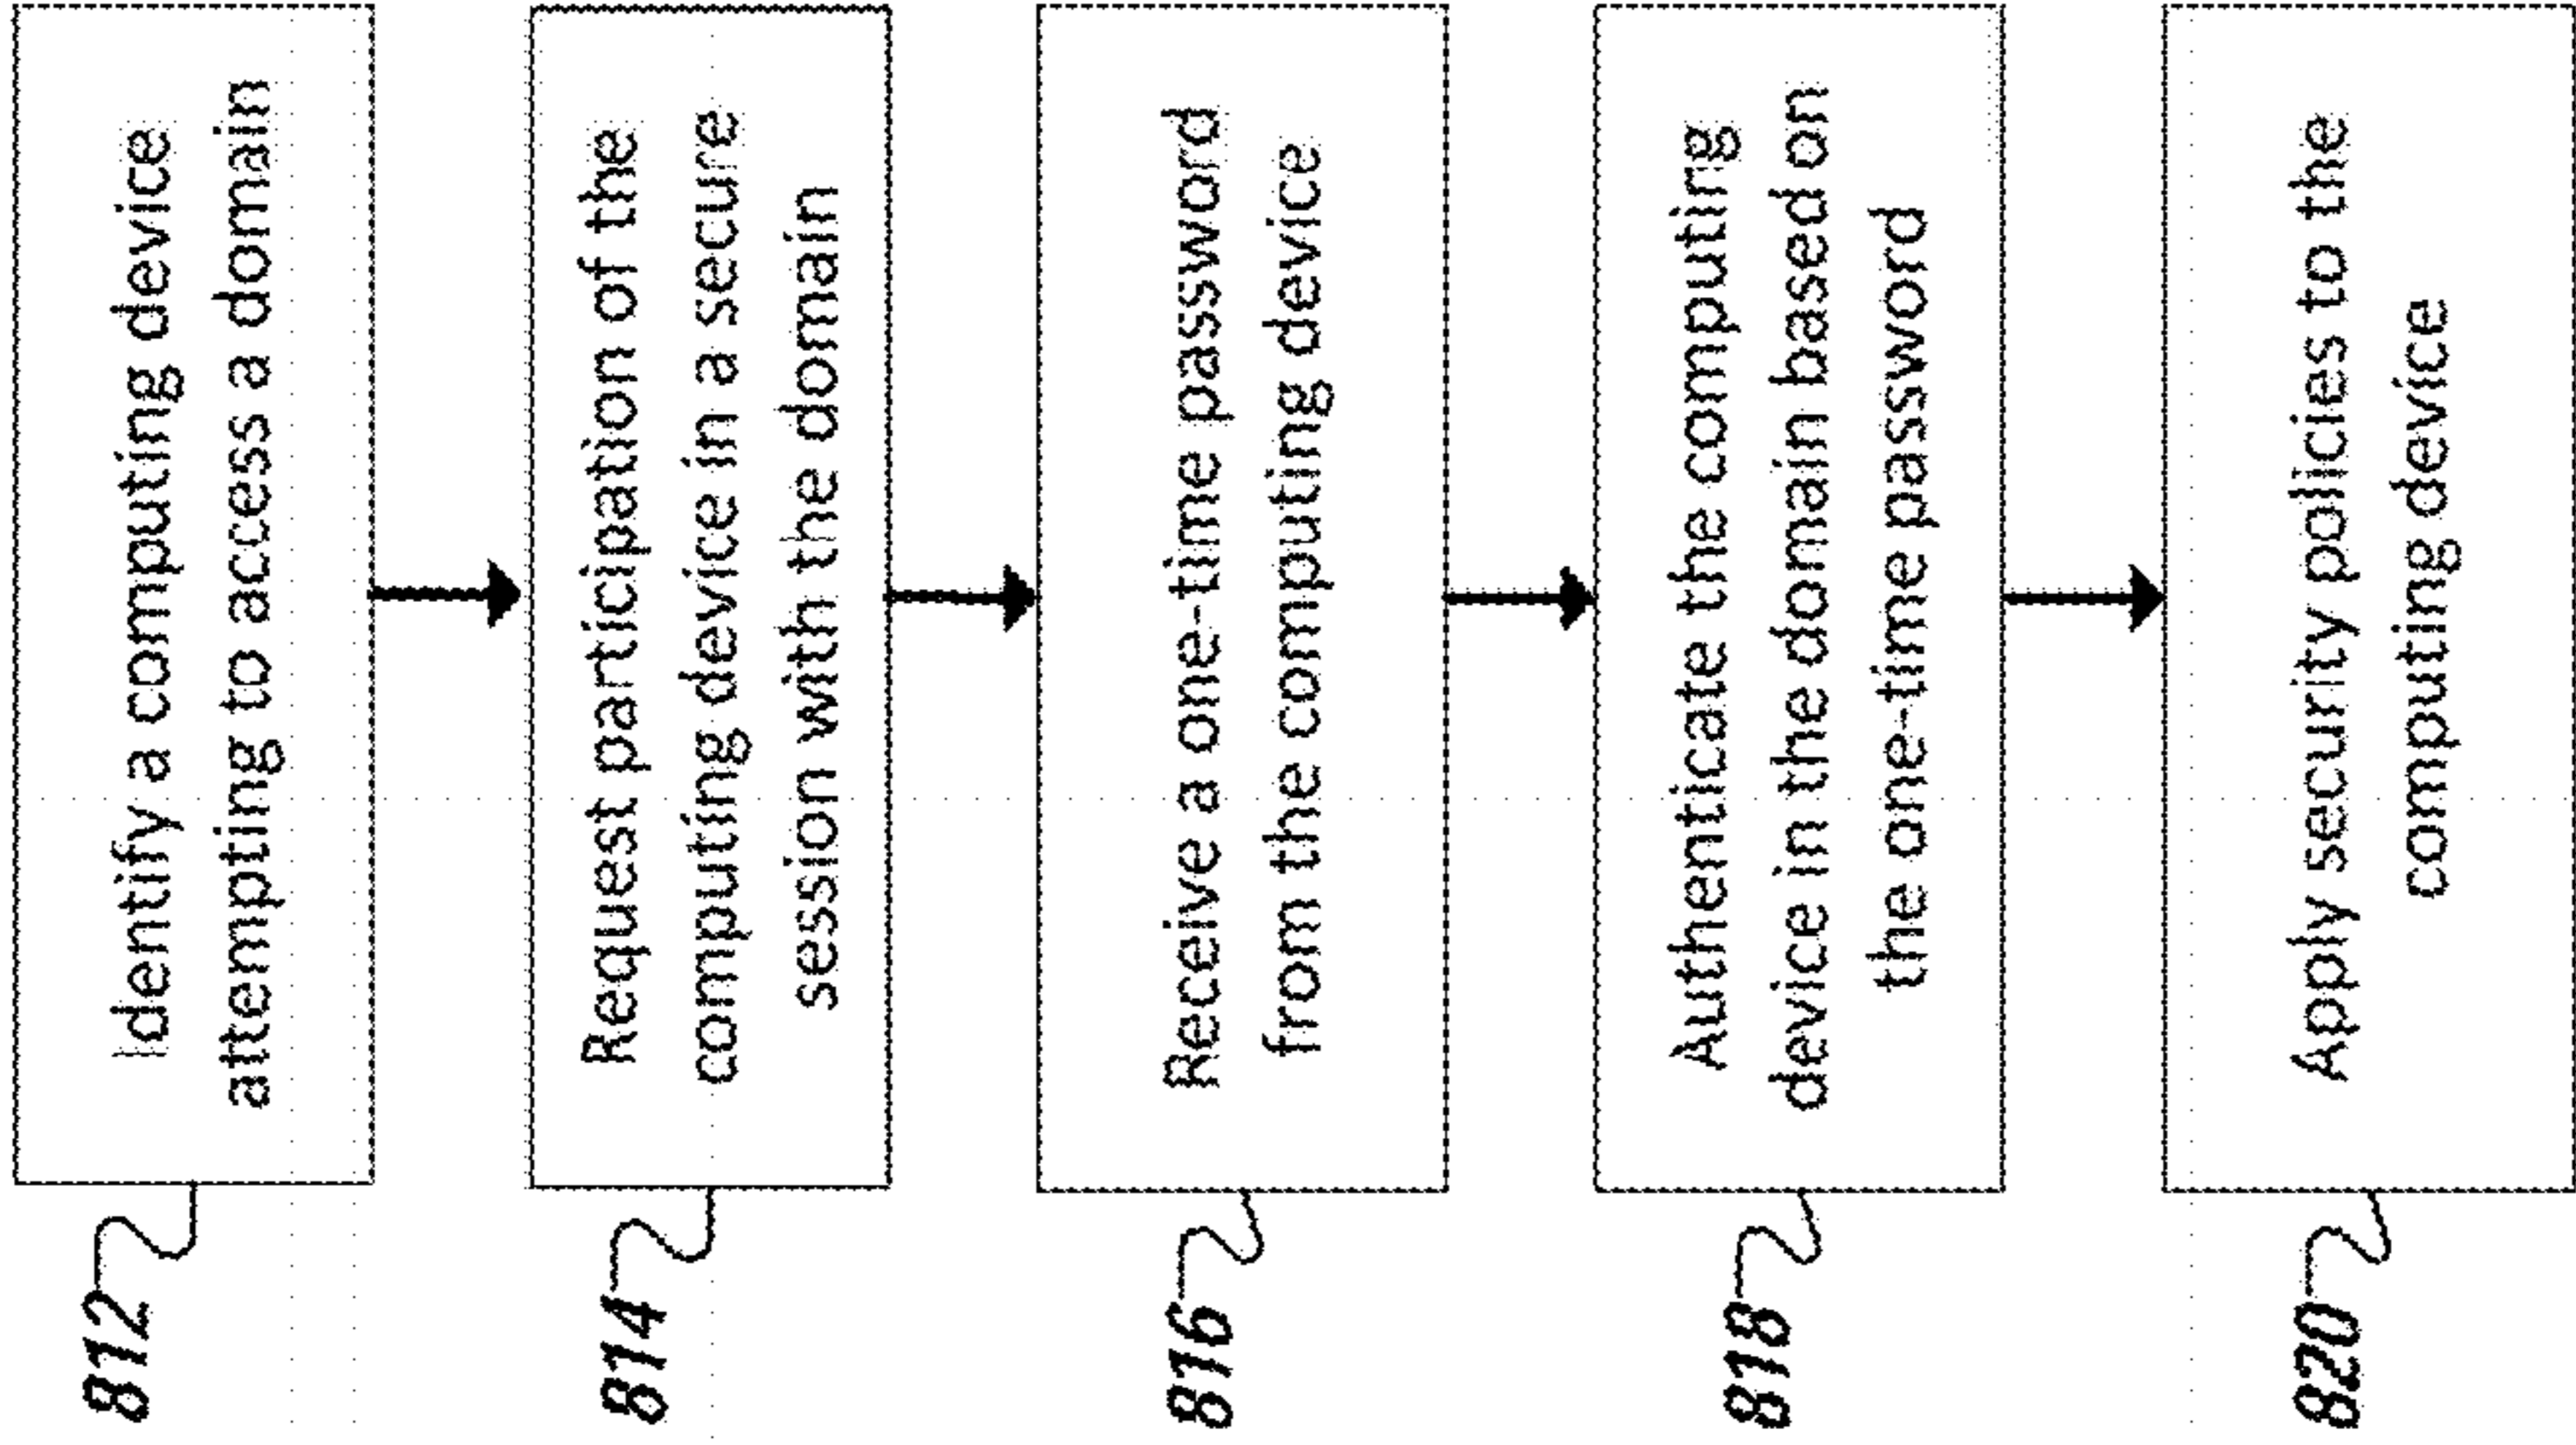 812
Identify a computing device
attempting to access a domain
814
Request participation of the
computing device in a secure
session with the domain
816
Receive a one-time password
from the computing device
818
Authenticate the computing
device in the domain based on
the one-time password
820
Apply security policies to the
computing device